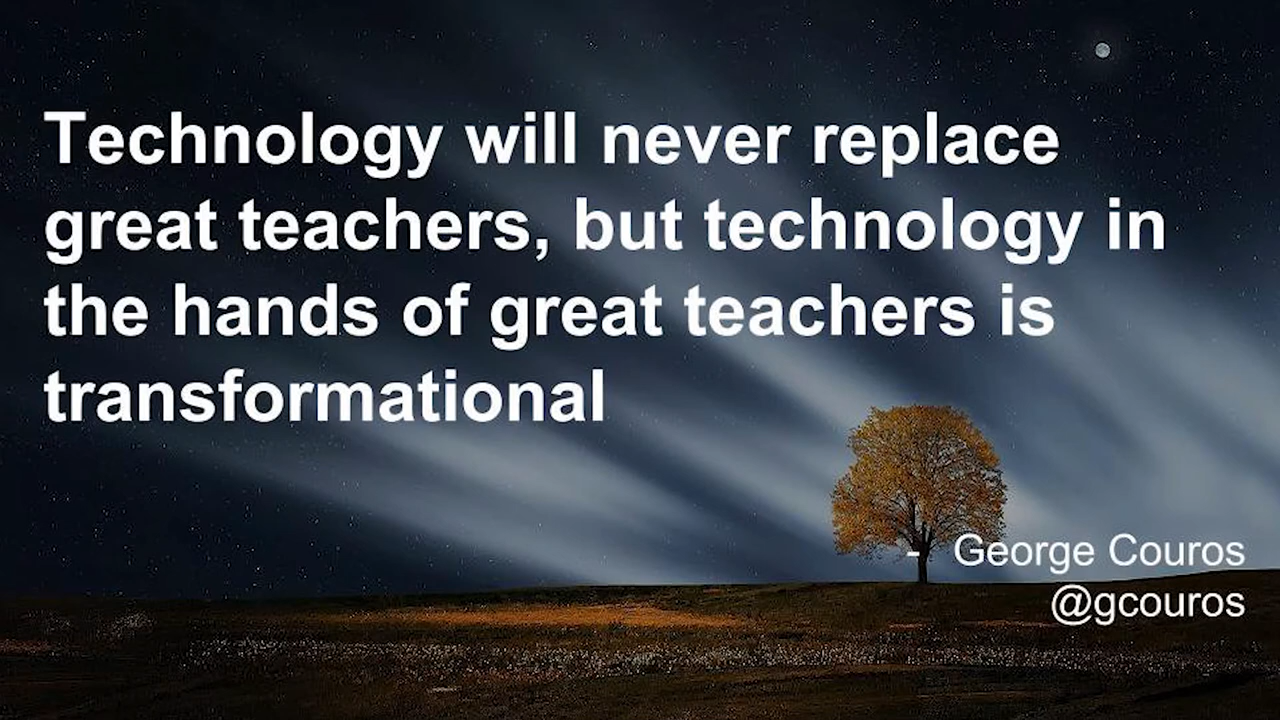 Technology will never replace
great teachers, but technology in
the hands of great teachers is
transformational
- George Couros
@gcouros